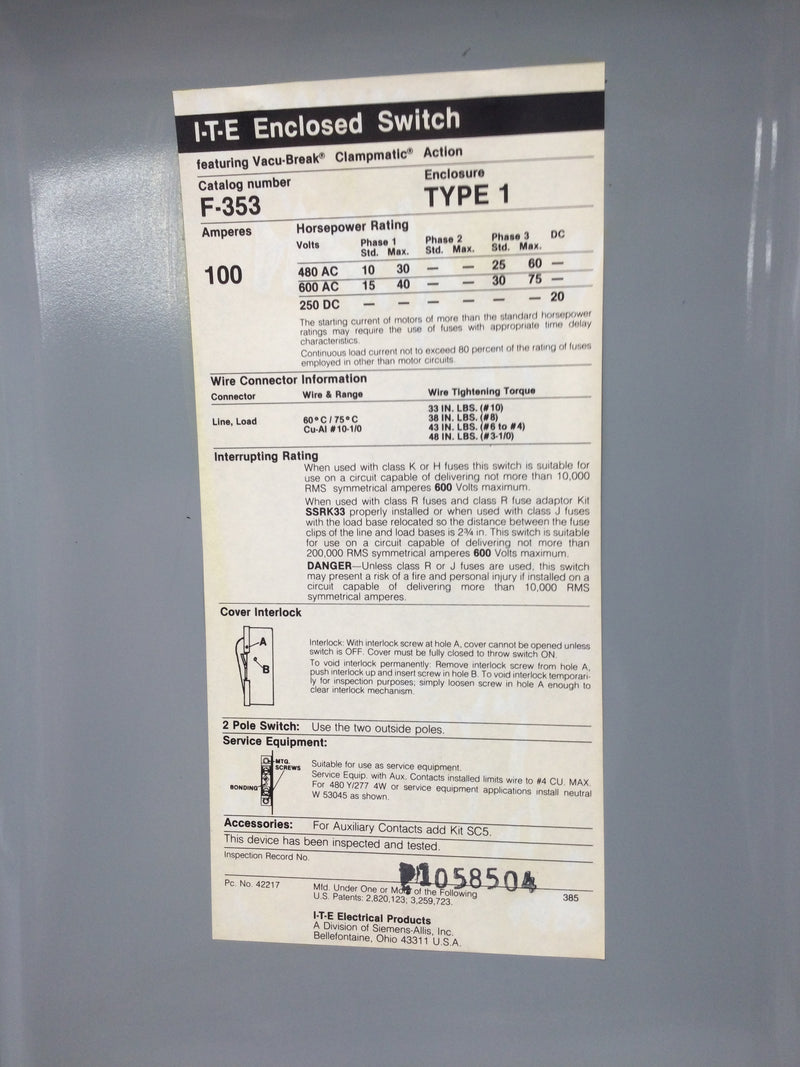 I-T-E Enclosed Switch
featuring Vacu-Break® Clampmatic® Action
Catalog number
F-353
Enclosure
TYPE 1
Amperes
100
Horsepower Rating
Volts Phase 1 Phase 2 Phase 3 DC
Std. Max. Std. Max. Std. Max.
480 AC 10 30 — — 25 60 —
600 AC 15 40 — — 30 75 —
250 DC — — — — — — 20
The starting current of motors of more than the standard horsepower
ratings may require the use of fuses with appropriate time delay
characteristics.
Continuous load current not to exceed 80 percent of the rating of fuses
employed in other than motor circuits.
Wire Connector Information
Connector Wire & Range Wire Tightening Torque
Line, Load
60°C / 75°C
Cu-Al #10-1/0
33 IN. LBS. (#10)
38 IN. LBS. (#8)
43 IN. LBS. (#6 to #4)
48 IN. LBS. (#3-1/0)
Interrupting Rating
When used with class K or H fuses this switch is suitable for
use on a circuit capable of delivering not more than 10,000
RMS symmetrical amperes 600 Volts maximum.
When used with class R fuses and class R fuse adaptor Kit
SSRK33 properly installed or when used with class J fuses
with the load base relocated so the distance between the fuse
clips of the line and load bases is 2¾ in. This switch is suitable
for use on a circuit capable of delivering not more than
200,000 RMS symmetrical amperes 600 Volts maximum.
DANGER—Unless class R or J fuses are used, this switch
may present a risk of a fire and personal injury if installed on a
circuit capable of delivering more than 10,000 RMS
symmetrical amperes.
Cover Interlock
A
B
Interlock: With interlock screw at hole A, cover cannot be opened unless
switch is OFF. Cover must be fully closed to throw switch ON.
To void interlock permanently: Remove interlock screw from hole A,
push interlock up and insert screw in hole B. To void interlock temporari-
ly for inspection purposes; simply loosen screw in hole A enough to
clear interlock mechanism.
2 Pole Switch: Use the two outside poles.
Service Equipment:
MTG.
SCREWS
BONDING
Suitable for use as service equipment.
Service Equip. with Aux. Contacts installed limits wire to #4 CU. MAX.
For 480 Y/277 4W or service equipment applications install neutral
W 53045 as shown.
Accessories: For Auxiliary Contacts add Kit SC5.
This device has been inspected and tested.
Inspection Record No.
1058504
Pc. No. 42217
Mfd. Under One or More of the Following
U.S. Patents: 2,820,123; 3,259,723.
385
I-T-E Electrical Products
A Division of Siemens-Allis, Inc.
Bellefontaine, Ohio 43311 U.S.A.